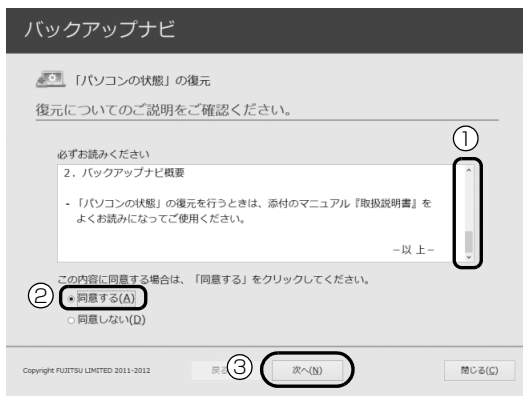 バックアップナビ
「パソコンの状態」の復元
復元についてのご説明をご確認ください。
①
必ずお読みください
2．バックアップナビ概要
- 「パソコンの状態」の復元を行うときは、添付のマニュアル『取扱説明書』を
よくお読みになってご使用ください。
－以 上－
この内容に同意する場合は、「同意する」をクリックしてください。
② 同意する(A)
同意しない(D)
Copyright FUJITSU LIMITED 2011-2012
戻
③ 次へ(N)
閉じる(C)